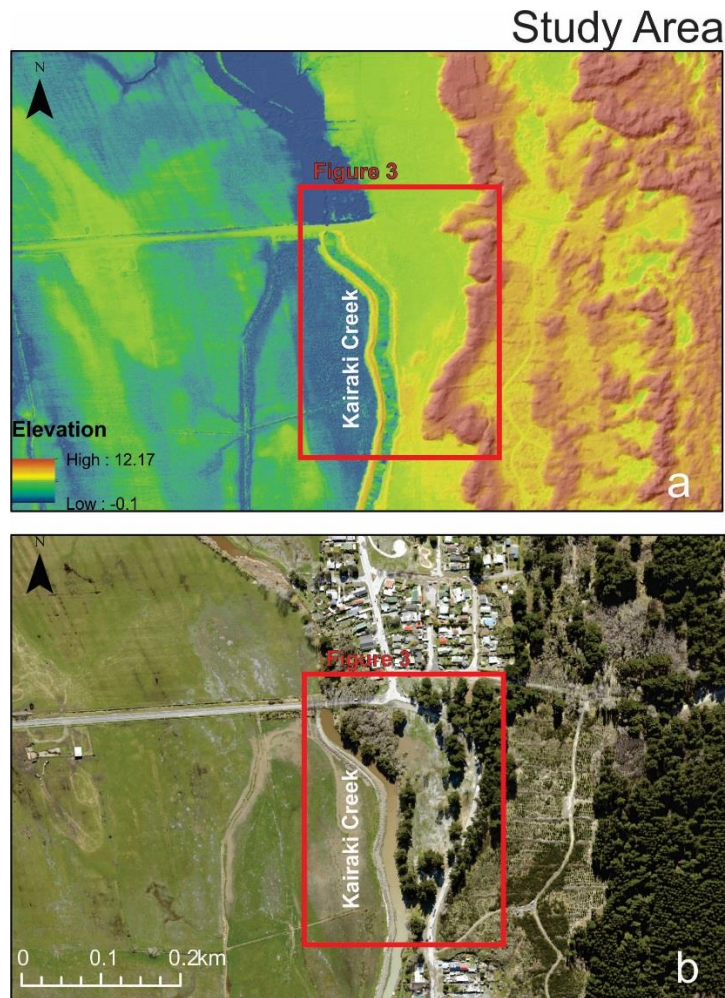 Study Area
N
Figure 3
Kairaki Creek
Elevation
High : 12.17
Low : -0.1
a
N
Figure 3
Kairaki Creek
0 0.1 0.2km
b